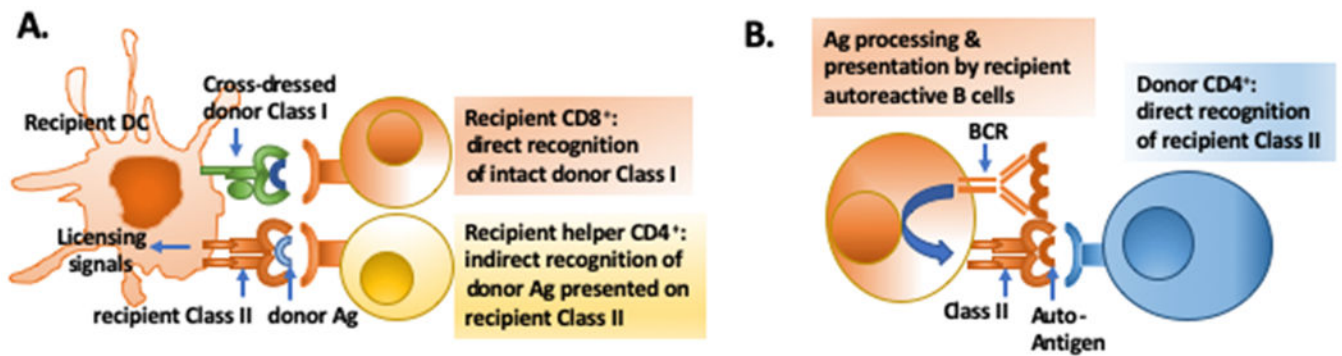 A.
Cross-dressed
donor Class I
Recipient DC
Recipient CD8⁺:
direct recognition
of intact donor Class I
Licensing
signals
recipient Class II
donor Ag
Recipient helper CD4⁺:
indirect recognition of
donor Ag presented on
recipient Class II
B.
Ag processing &
presentation by recipient
autoreactive B cells
BCR
Donor CD4⁺:
direct recognition
of recipient Class II
Class II
Auto-
Antigen